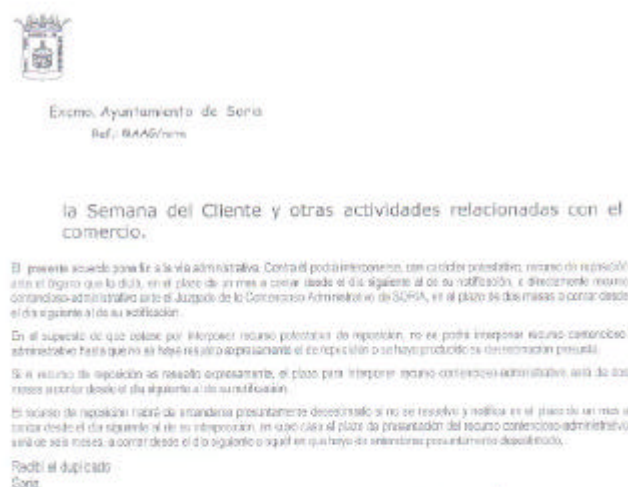 Excmo. Ayuntamiento de Soria
la Semana del Cliente y otras actividades relacionadas con el
comercio.
El presente acuerdo pone fin a la vía administrativa. Contra él podrá interponerse, con carácter potestativo, recurso de reposición
ante el órgano que lo dictó, en el plazo de un mes a contar desde el día siguiente al de su notificación, o directamente recurso
contencioso-administrativo ante el Juzgado de lo Contencioso Administrativo de SORIA, en el plazo de dos meses a contar desde
el día siguiente al de su notificación.
En el supuesto de que optase por interponer recurso potestativo de reposición, no se podrá interponer recurso contencioso-
administrativo hasta que no se haya resuelto expresamente el de reposición o se haya producido su desestimación presunta.
Si el recurso de reposición es resuelto expresamente, el plazo para interponer recurso contencioso-administrativo será de dos
meses a contar desde el día siguiente al de su notificación.
El recurso de reposición habrá de entenderse presuntamente desestimado si no se resuelve y notifica en el plazo de un mes a
contar desde el día siguiente al de su interposición, en cuyo caso el plazo de presentación del recurso contencioso-administrativo
será de seis meses, a contar desde el día siguiente a aquél en que haya de entenderse presuntamente desestimado.
Recibí el duplicado
Soria